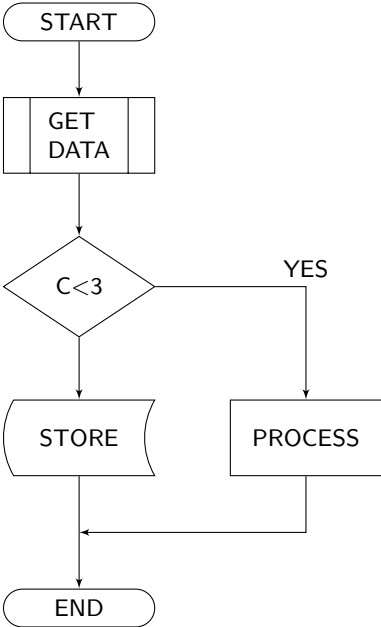 START
GET
DATA
YES
C<3
STORE
PROCESS
END